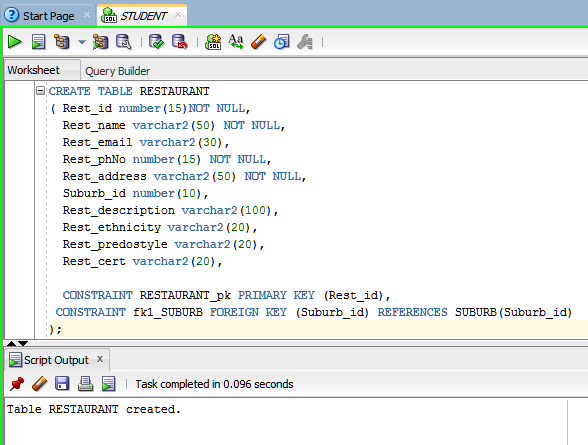 Start Page
STUDENT
Worksheet
Query Builder
CREATE TABLE RESTAURANT
( Rest_id number(15)NOT NULL,
Rest_name varchar2(50) NOT NULL,
Rest_email varchar2(30),
Rest_phNo number(15) NOT NULL,
Rest_address varchar2(50) NOT NULL,
Suburb_id number(10),
Rest_description varchar2(100),
Rest_ethnicity varchar2(20),
Rest_predostyle varchar2(20),
Rest_cert varchar2(20),
CONSTRAINT RESTAURANT_pk PRIMARY KEY (Rest_id),
CONSTRAINT fk1_SUBURB FOREIGN KEY (Suburb_id) REFERENCES SUBURB(Suburb_id)
);
Script Output x
Task completed in 0.096 seconds
Table RESTAURANT created.